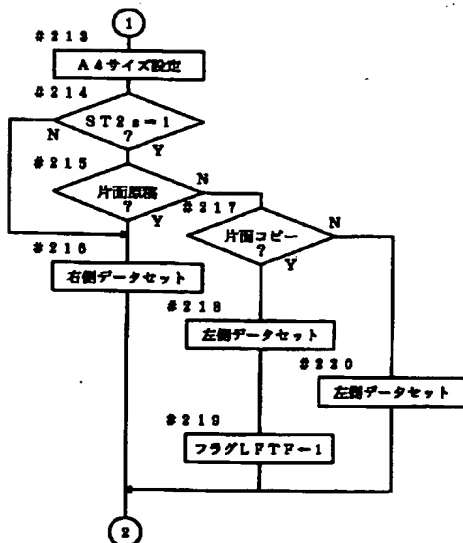 1
#213
A4サイズ設定
#214
ST2s=1
?
N
Y
#215
片面原稿
?
N
Y
#217
片面コピー
?
N
Y
#216
右側データセット
#218
左側データセット
#220
左側データセット
#219
フラグLFTF←1
2